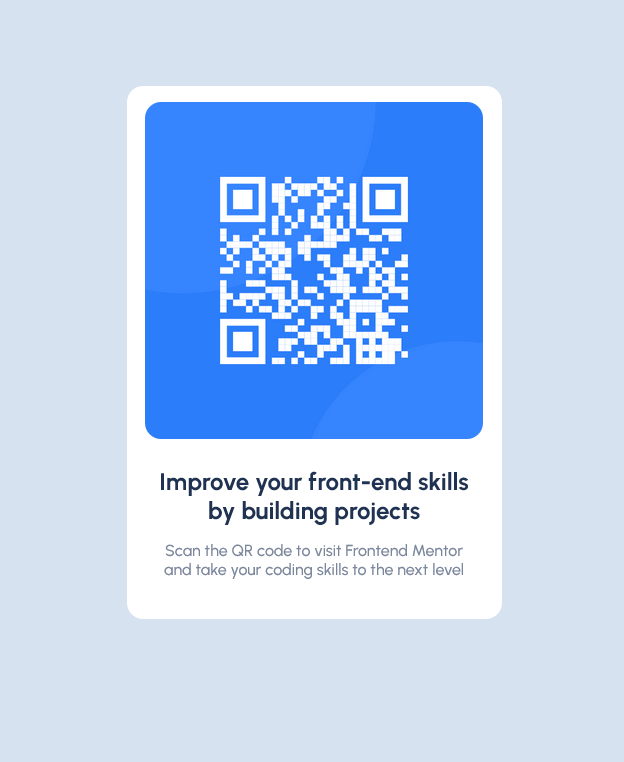 Improve your front-end skills
by building projects
Scan the QR code to visit Frontend Mentor
and take your coding skills to the next level